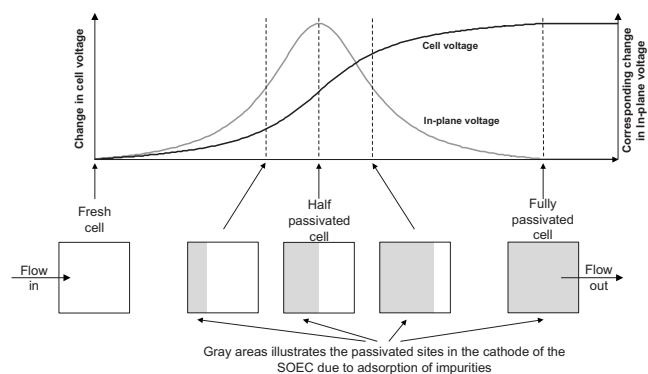 Change in cell voltage
Cell voltage
In-plane voltage
Corresponding change
in In-plane voltage
Fresh
cell
Half
passivated
cell
Fully
passivated
cell
Flow
in
Flow
out
Gray areas illustrates the passivated sites in the cathode of the
SOEC due to adsorption of impurities